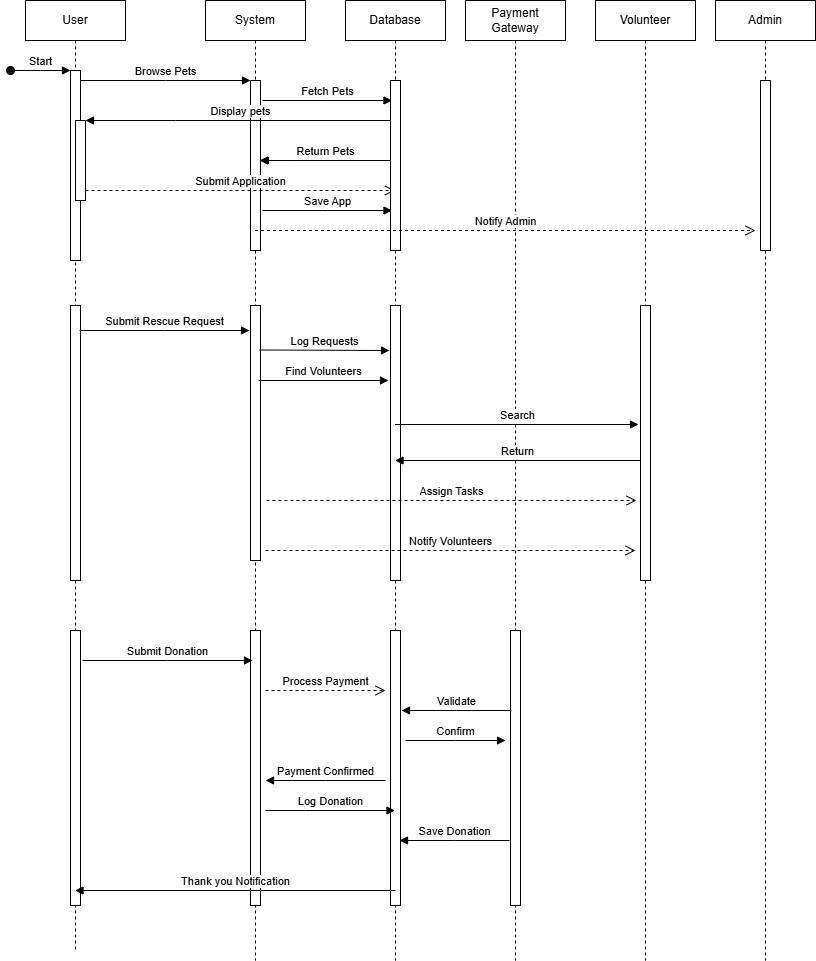 User
System
Database
Payment
Gateway
Volunteer
Admin
Start
Browse Pets
Fetch Pets
Display pets
Return Pets
Submit Application
Save App
Notify Admin
Submit Rescue Request
Log Requests
Find Volunteers
Search
Return
Assign Tasks
Notify Volunteers
Submit Donation
Process Payment
Validate
Confirm
Payment Confirmed
Log Donation
Save Donation
Thank you Notification